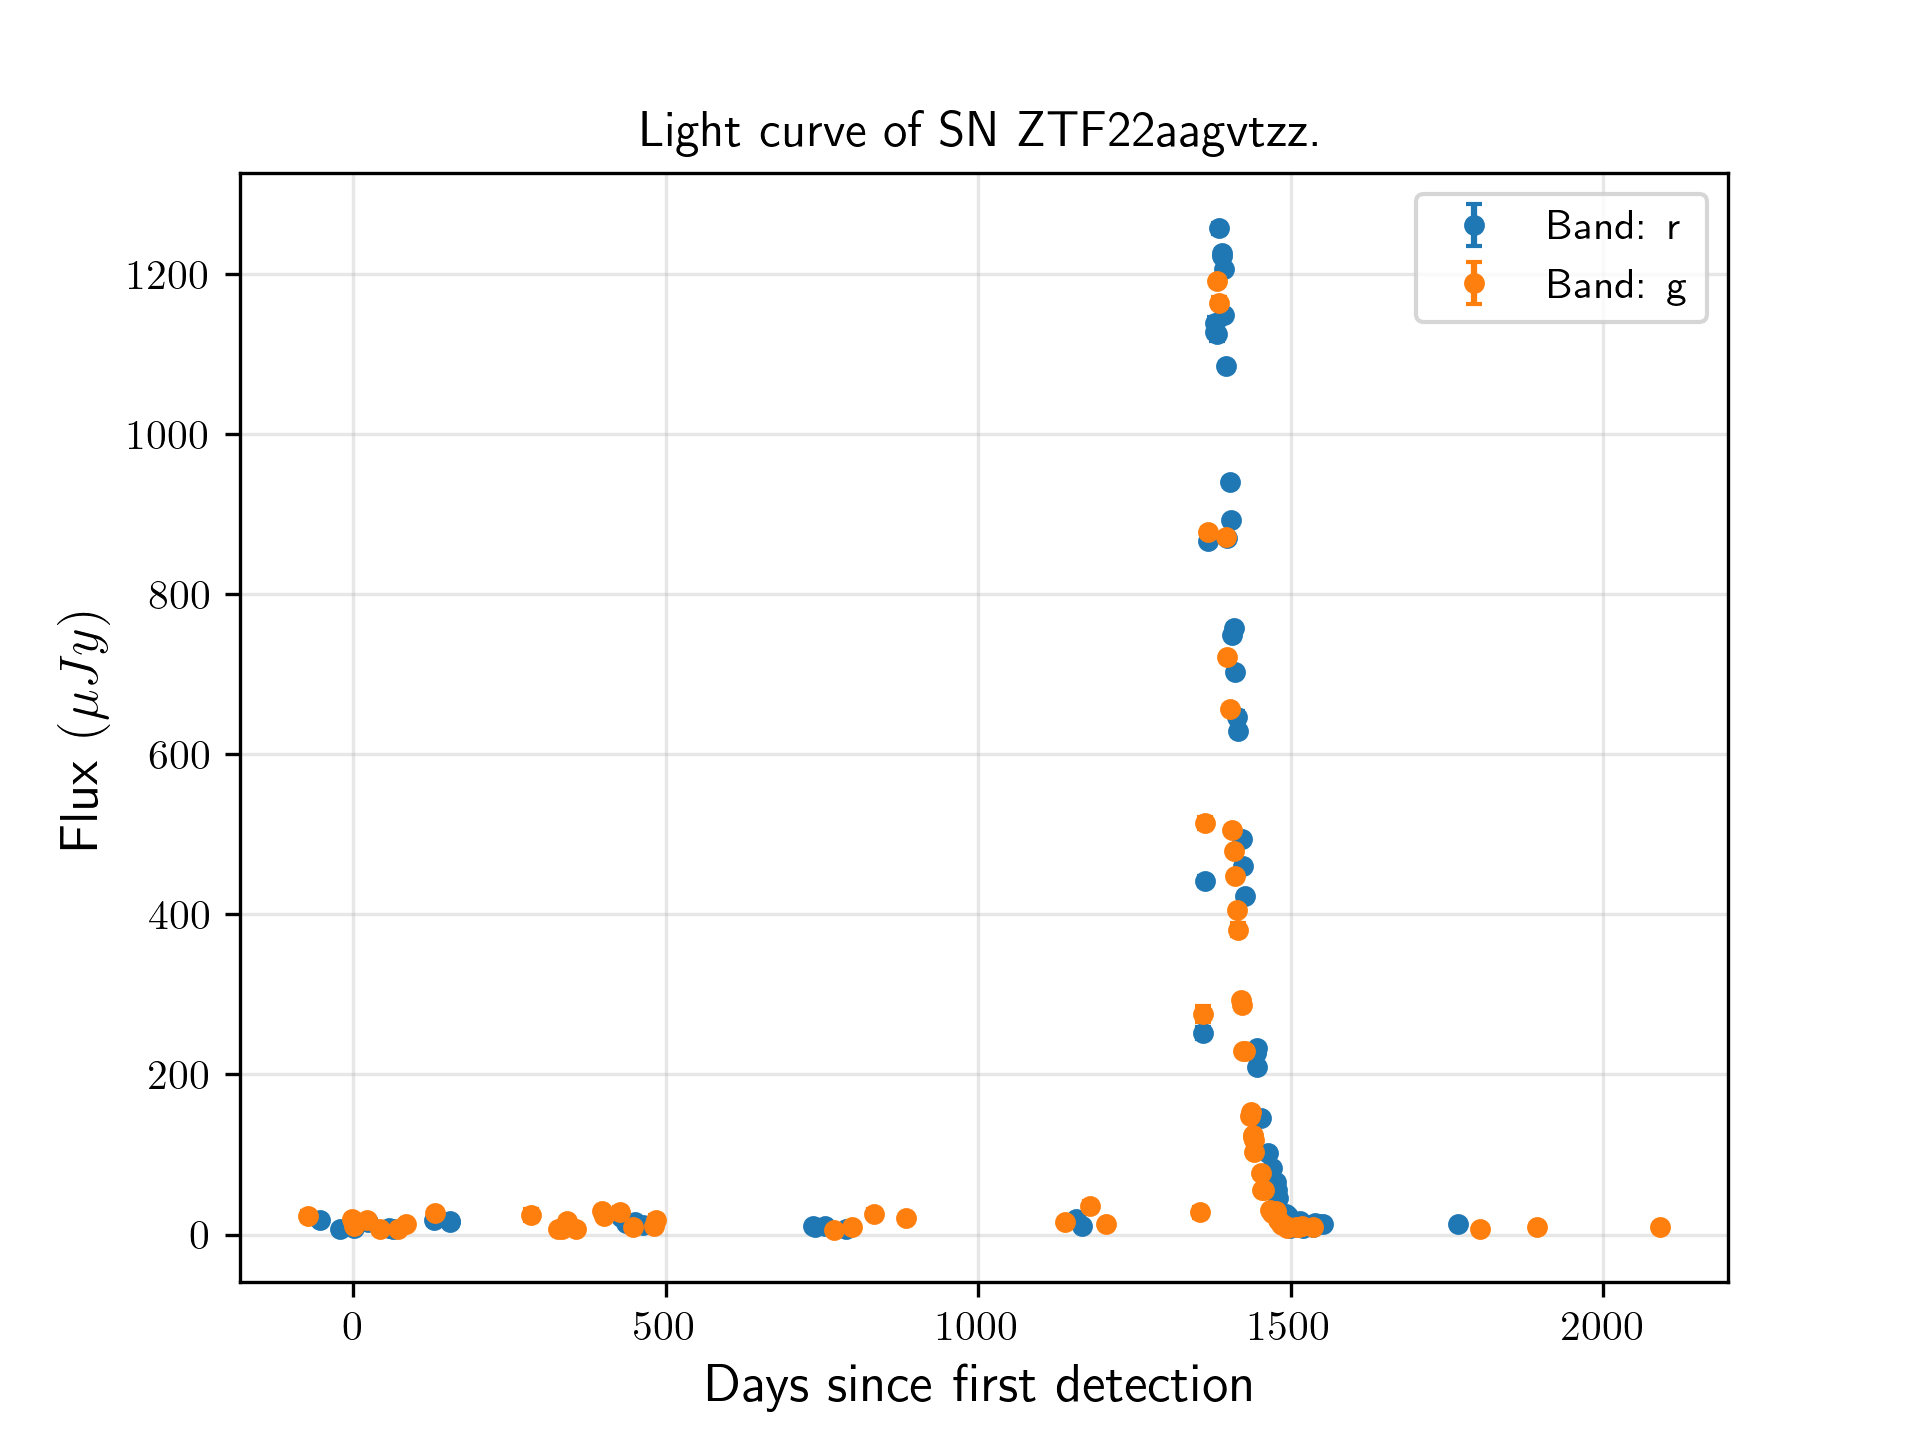 Light curve of SN ZTF22aagvtzz.
Band: r
Band: g
1200
1000
800
600
400
200
0
Flux (μJy)
0 500 1000 1500 2000
Days since first detection